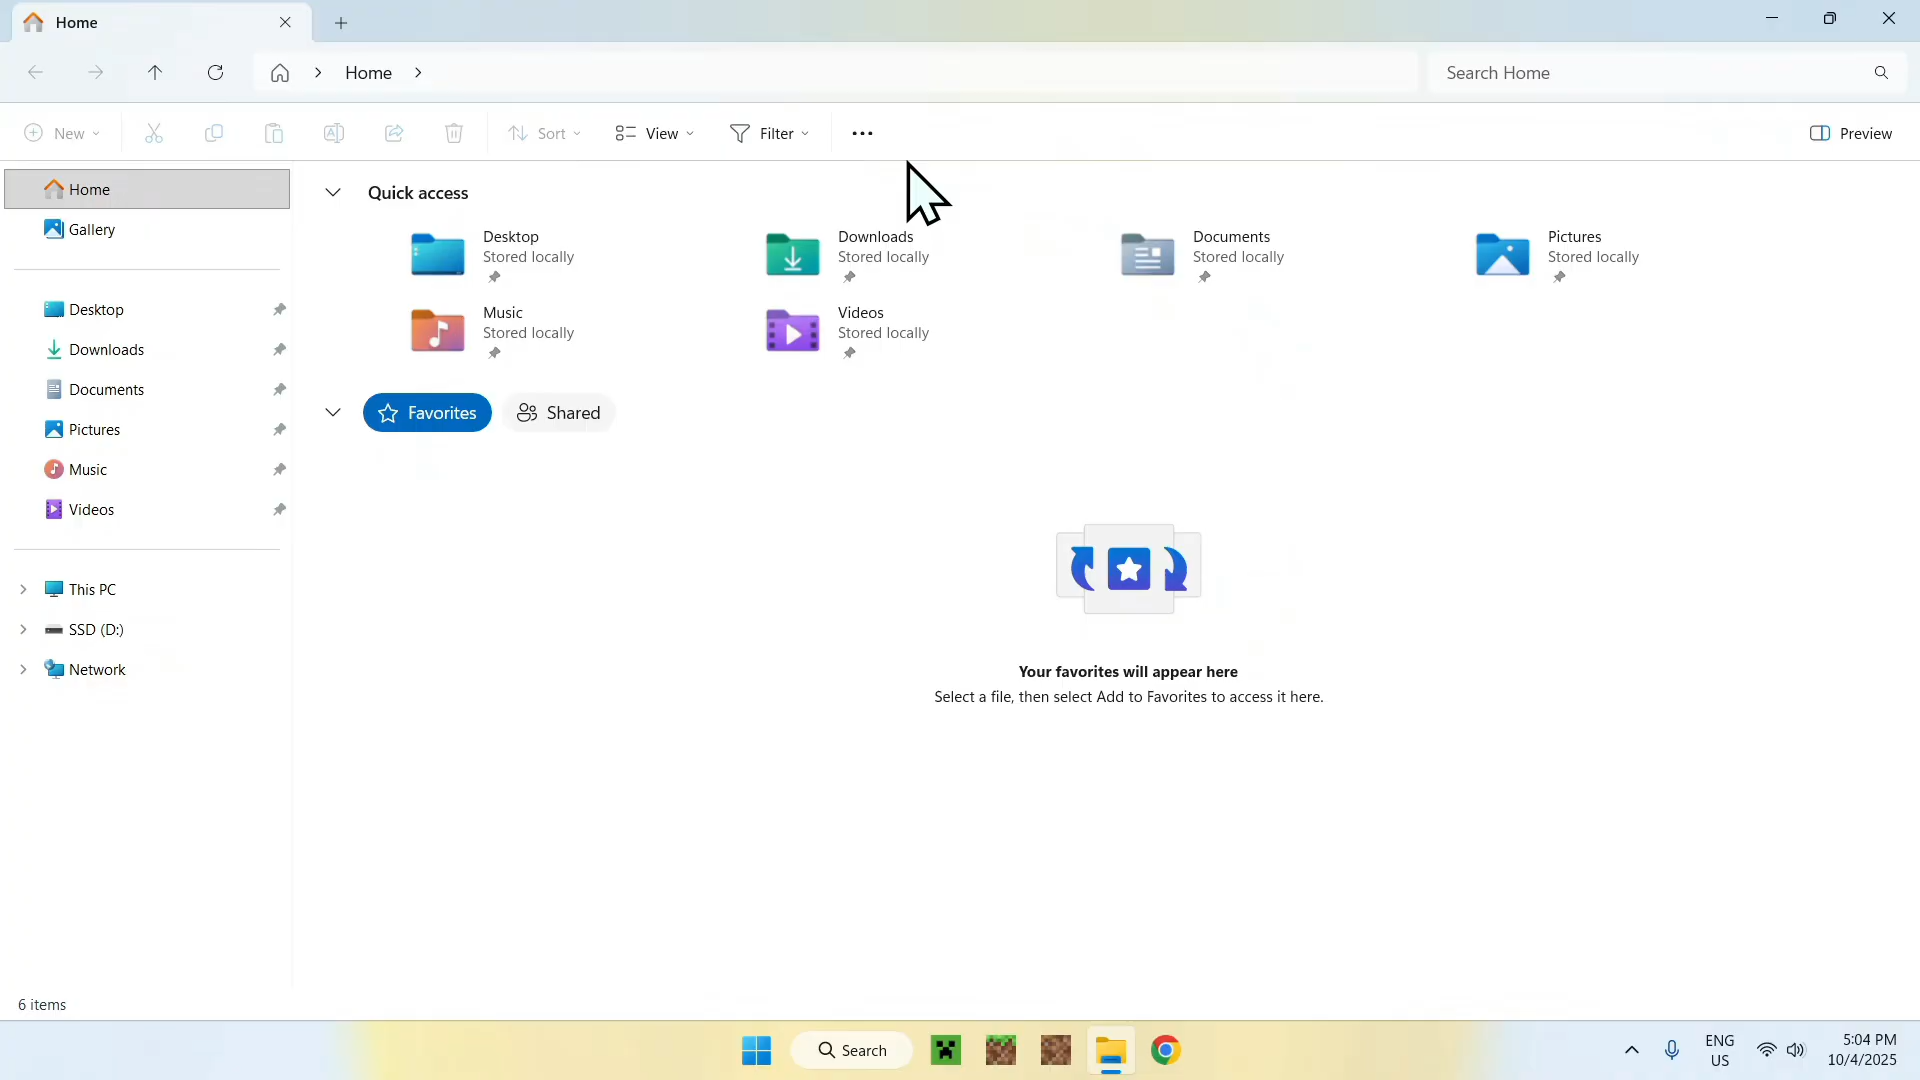 Home
Home
Search Home
New
Sort
View
Filter
Preview
Home
Gallery
Desktop
Downloads
Documents
Pictures
Music
Videos
This PC
SSD (D:)
Network
Quick access
Desktop
Stored locally
Downloads
Stored locally
Documents
Stored locally
Pictures
Stored locally
Music
Stored locally
Videos
Stored locally
Favorites
Shared
Your favorites will appear here
Select a file, then select Add to Favorites to access it here.
6 items
Search
ENG
US
5:04 PM
10/4/2025